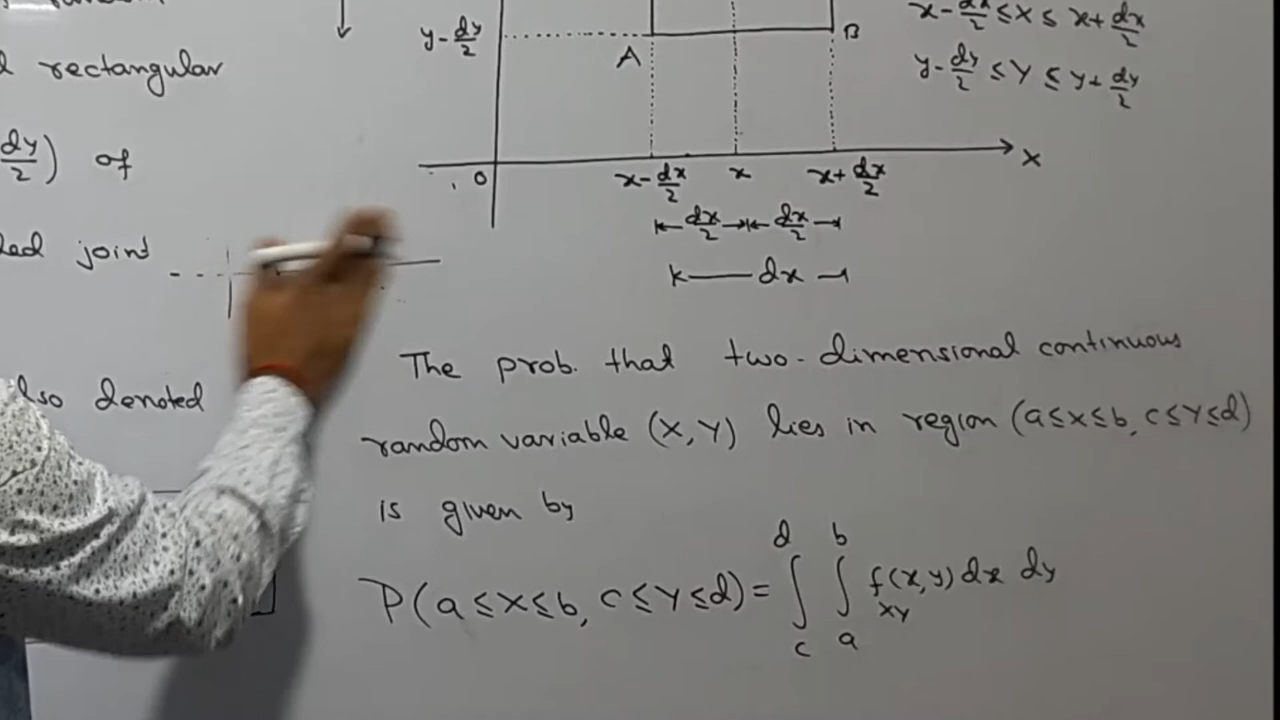 rectangular
dy/2) of
joint
also denoted
y-dy/2
A
B
O
x-dx/2
x
x+dx/2
X
dx/2
dx/2
dx
x-dx/2 ≤ X ≤ x+dx/2
y-dy/2 ≤ Y ≤ y+dy/2
The prob. that two-dimensional continuous
random variable (X, Y) lies in region (a≤x≤b, c≤Y≤d)
is given by
P(a≤X≤b, c≤Y≤d) = ∫_c^d ∫_a^b f_XY(x,y) dx dy